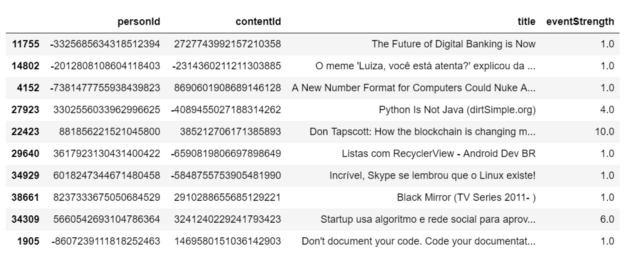 personId contentId title eventStrength
11755 -3325685634318512394 2727743992157210358 The Future of Digital Banking is Now 1.0
14802 -2012808108604118403 -2314360211211303885 O meme 'Luiza, você está atenta?' explicou da ... 1.0
4152 -7381477755938439823 8690601908689146128 A New Number Format for Computers Could Nuke A... 1.0
27923 3302556033962996625 -4089455027188314262 Python Is Not Java (dirtSimple.org) 4.0
22423 881856221521045800 385212706171385893 Don Tapscott: How the blockchain is changing m... 10.0
29640 3617923130431400422 -6590819806697898649 Listas com RecyclerView - Android Dev BR 1.0
34929 6018247344671480458 -5848755753905481990 Incrível, Skype se lembrou que o Linux existe! 1.0
38661 8237333675050684529 2910288655685129221 Black Mirror (TV Series 2011- ) 1.0
34309 5660542693104786364 3241240229241793423 Startup usa algoritmo e rede social para aprov... 6.0
1905 -8607239111818252463 1469580151036142903 Don't document your code. Code your documentat... 1.0